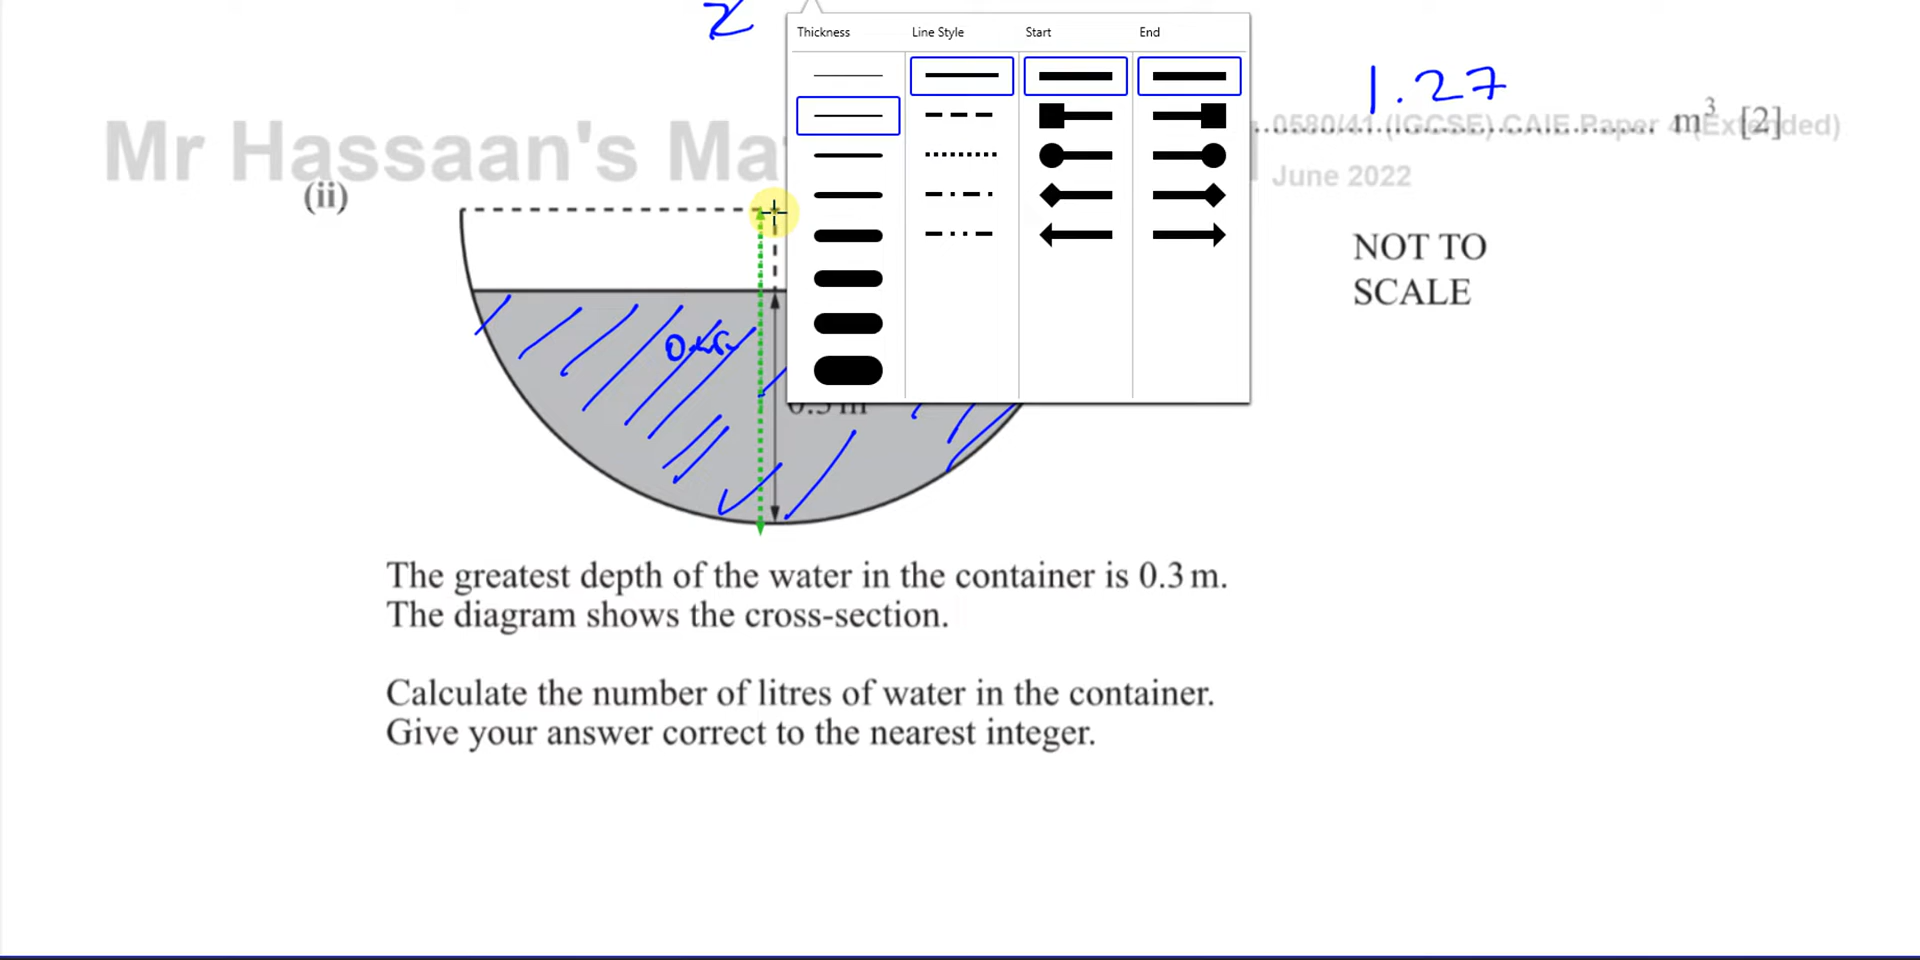 2
Thickness Line Style Start End
1.27
0580/41 (IGCSE) CAIE Paper 4 (Extended)
m³ [2]
Mr Hassaan's Ma
June 2022
(ii)
NOT TO
SCALE
0.3 m
The greatest depth of the water in the container is 0.3 m.
The diagram shows the cross-section.
Calculate the number of litres of water in the container.
Give your answer correct to the nearest integer.